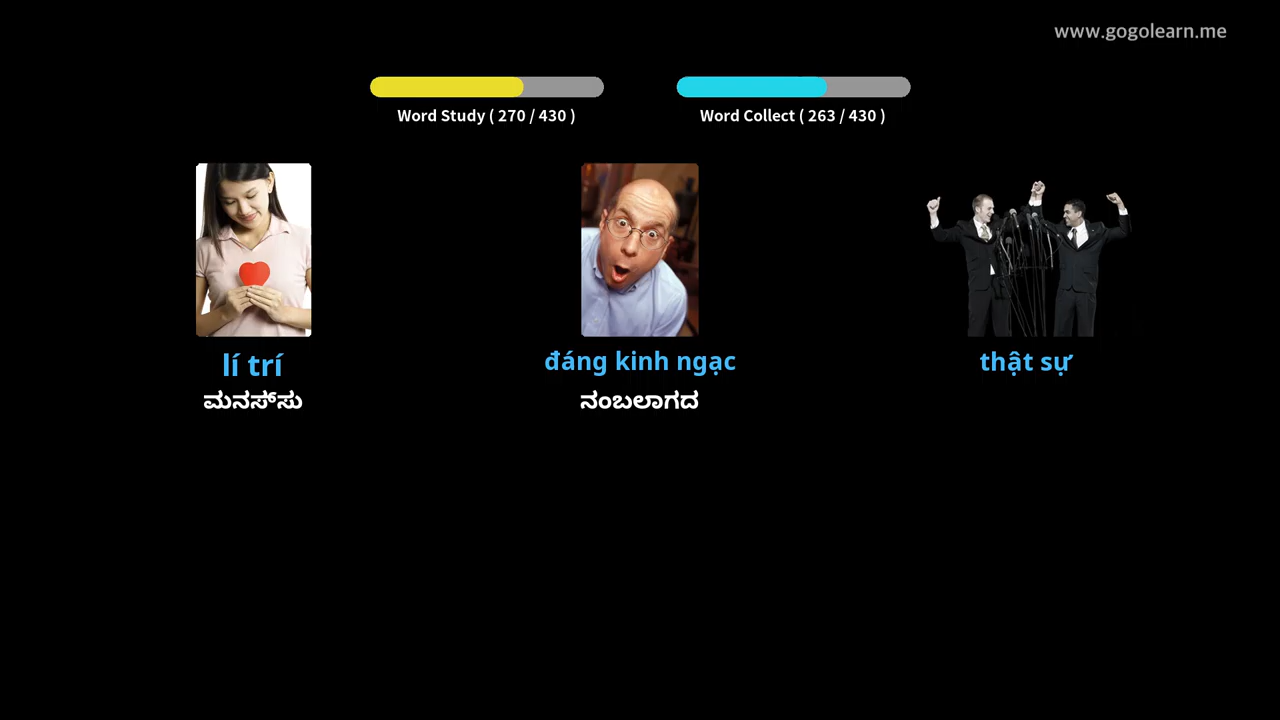 www.gogolearn.me
Word Study ( 270 / 430 )
Word Collect ( 263 / 430 )
lí trí
đáng kinh ngạc
thật sự
ಮನಸ್ಸು
ನಂಬಲಾಗದ